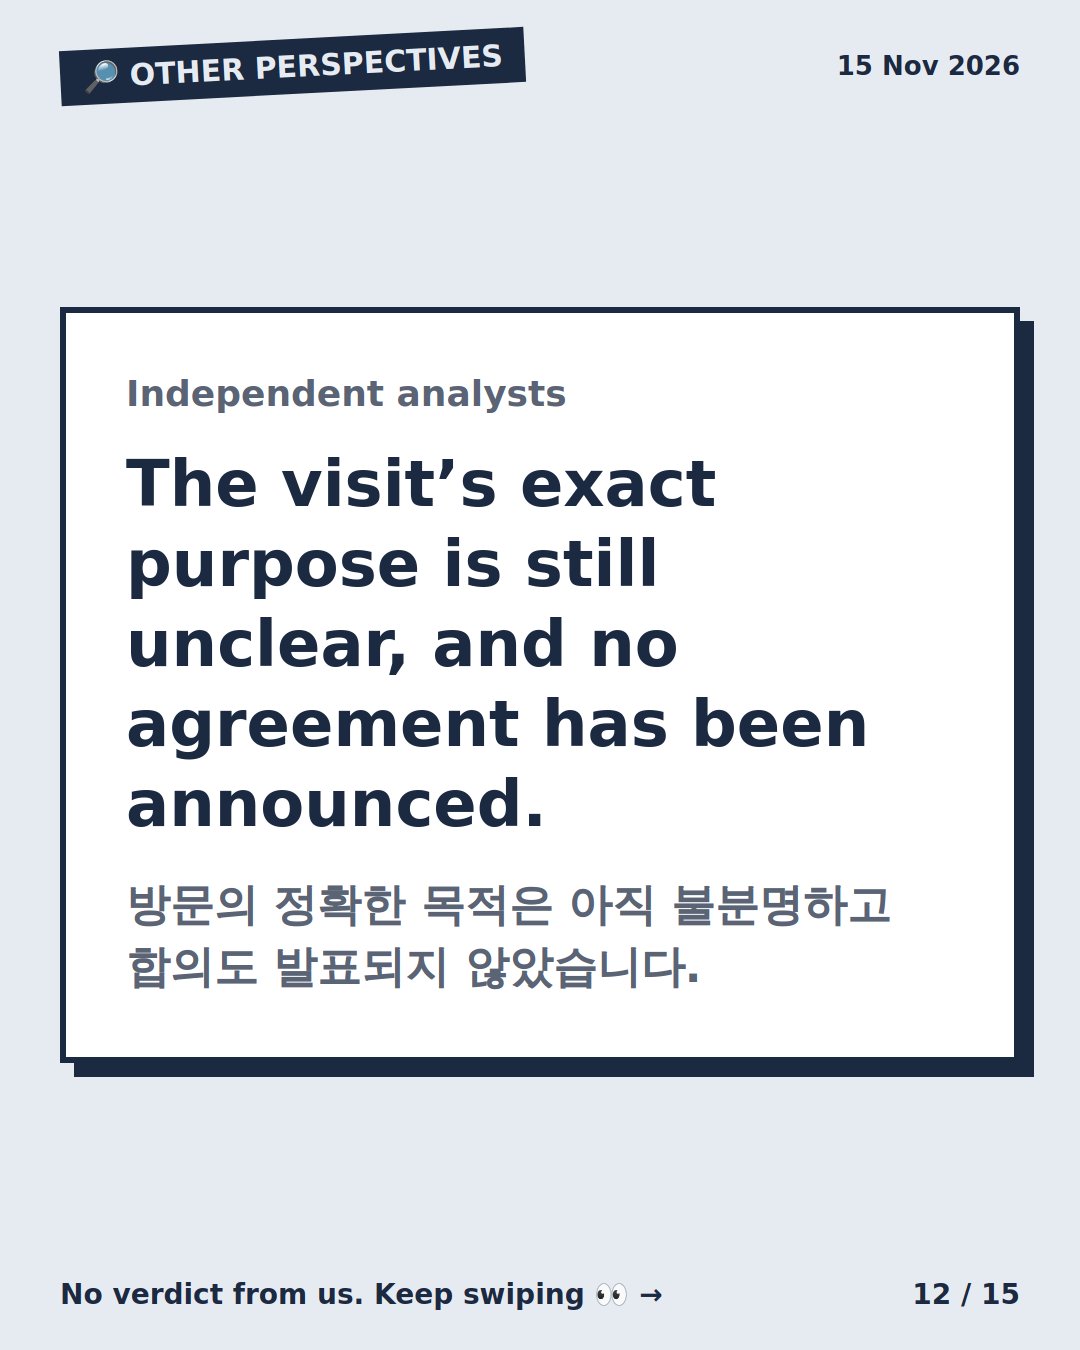 🔎 OTHER PERSPECTIVES
15 Nov 2026
Independent analysts
The visit’s exact
purpose is still
unclear, and no
agreement has been
announced.
방문의 정확한 목적은 아직 불분명하고
합의도 발표되지 않았습니다.
No verdict from us. Keep swiping 👀 →
12 / 15